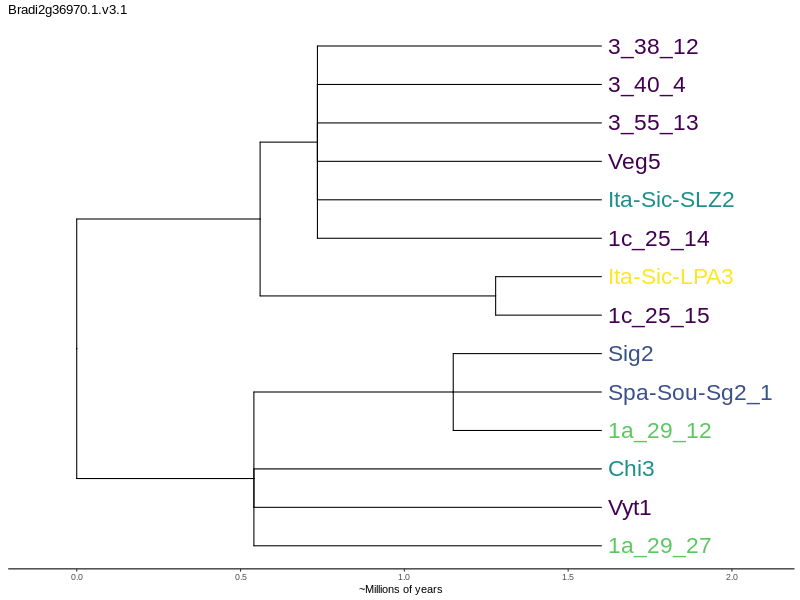 Bradi2g36970.1.v3.1
3_38_12
3_40_4
3_55_13
Veg5
Ita-Sic-SLZ2
1c_25_14
Ita-Sic-LPA3
1c_25_15
Sig2
Spa-Sou-Sg2_1
1a_29_12
Chi3
Vyt1
1a_29_27
0.0 0.5 1.0 1.5 2.0
~Millions of years